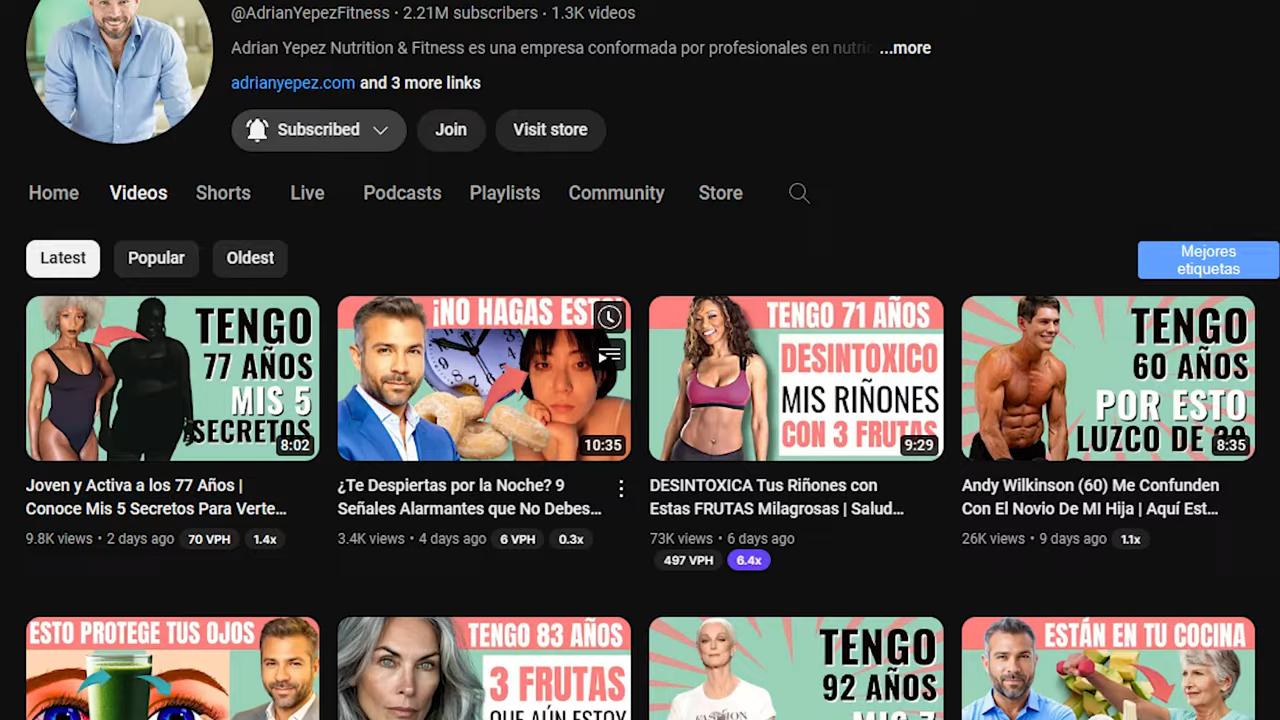 @AdrianYepezFitness · 2.21M subscribers · 1.3K videos
Adrian Yepez Nutrition & Fitness es una empresa conformada por profesionales en nutric ...more
adrianyepez.com and 3 more links
Subscribed Join Visit store
Home Videos Shorts Live Podcasts Playlists Community Store
Latest Popular Oldest
Mejores
etiquetas
TENGO
77 AÑOS
MIS 5
SECRETOS
8:02
¡NO HAGAS EST
10:35
TENGO 71 AÑOS
DESINTOXICO
MIS RIÑONES
CON 3 FRUTAS
9:29
TENGO
60 AÑOS
POR ESTO
LUZCO DE
8:35
Joven y Activa a los 77 Años |
Conoce Mis 5 Secretos Para Verte...
9.8K views · 2 days ago 70 VPH 1.4x
¿Te Despiertas por la Noche? 9
Señales Alarmantes que No Debes...
3.4K views · 4 days ago 6 VPH 0.3x
DESINTOXICA Tus Riñones con
Estas FRUTAS Milagrosas | Salud...
73K views · 6 days ago
497 VPH 6.4x
Andy Wilkinson (60) Me Confunden
Con El Novio De MI Hija | Aquí Est...
26K views · 9 days ago 1.1x
ESTO PROTEGE TUS OJOS
TENGO 83 AÑOS
3 FRUTAS
QUE AÚN ESTOY
TENGO
92 AÑOS
MIS 7
FASHION
ESTÁN EN TU COCINA